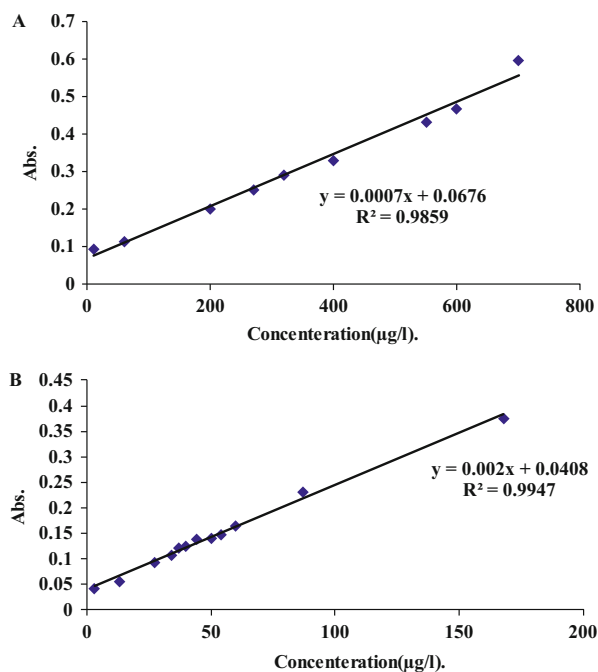 A
0.7
0.6
0.5
0.4
0.3
0.2
0.1
0
Abs.
y = 0.0007x + 0.0676
R² = 0.9859
0 200 400 600 800
Concenteration(µg/l).
B
0.45
0.4
0.35
0.3
0.25
0.2
0.15
0.1
0.05
0
Abs.
y = 0.002x + 0.0408
R² = 0.9947
0 50 100 150 200
Concenteration(µg/l).